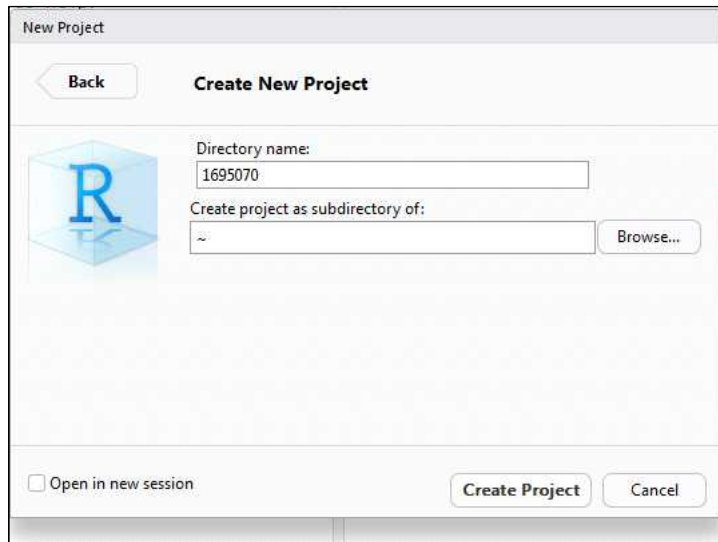 New Project
Back
Create New Project
R
Directory name:
1695070
Create project as subdirectory of:
~
Browse...
Open in new session
Create Project
Cancel